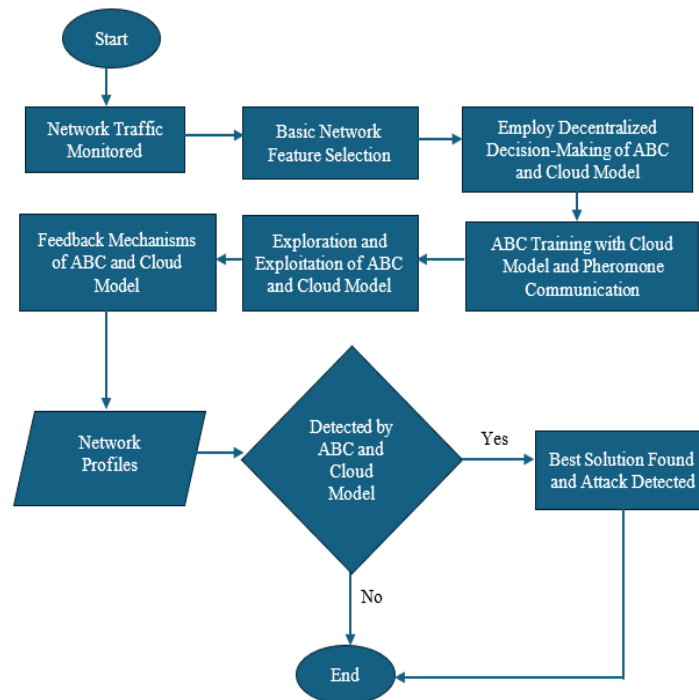 Start
Network Traffic
Monitored
Basic Network
Feature Selection
Employ Decentralized
Decision-Making of ABC
and Cloud Model
Feedback Mechanisms
of ABC and Cloud
Model
Exploration and
Exploitation of ABC
and Cloud Model
ABC Training with Cloud
Model and Pheromone
Communication
Network
Profiles
Detected by
ABC and
Cloud
Model
Yes
Best Solution Found
and Attack Detected
No
End